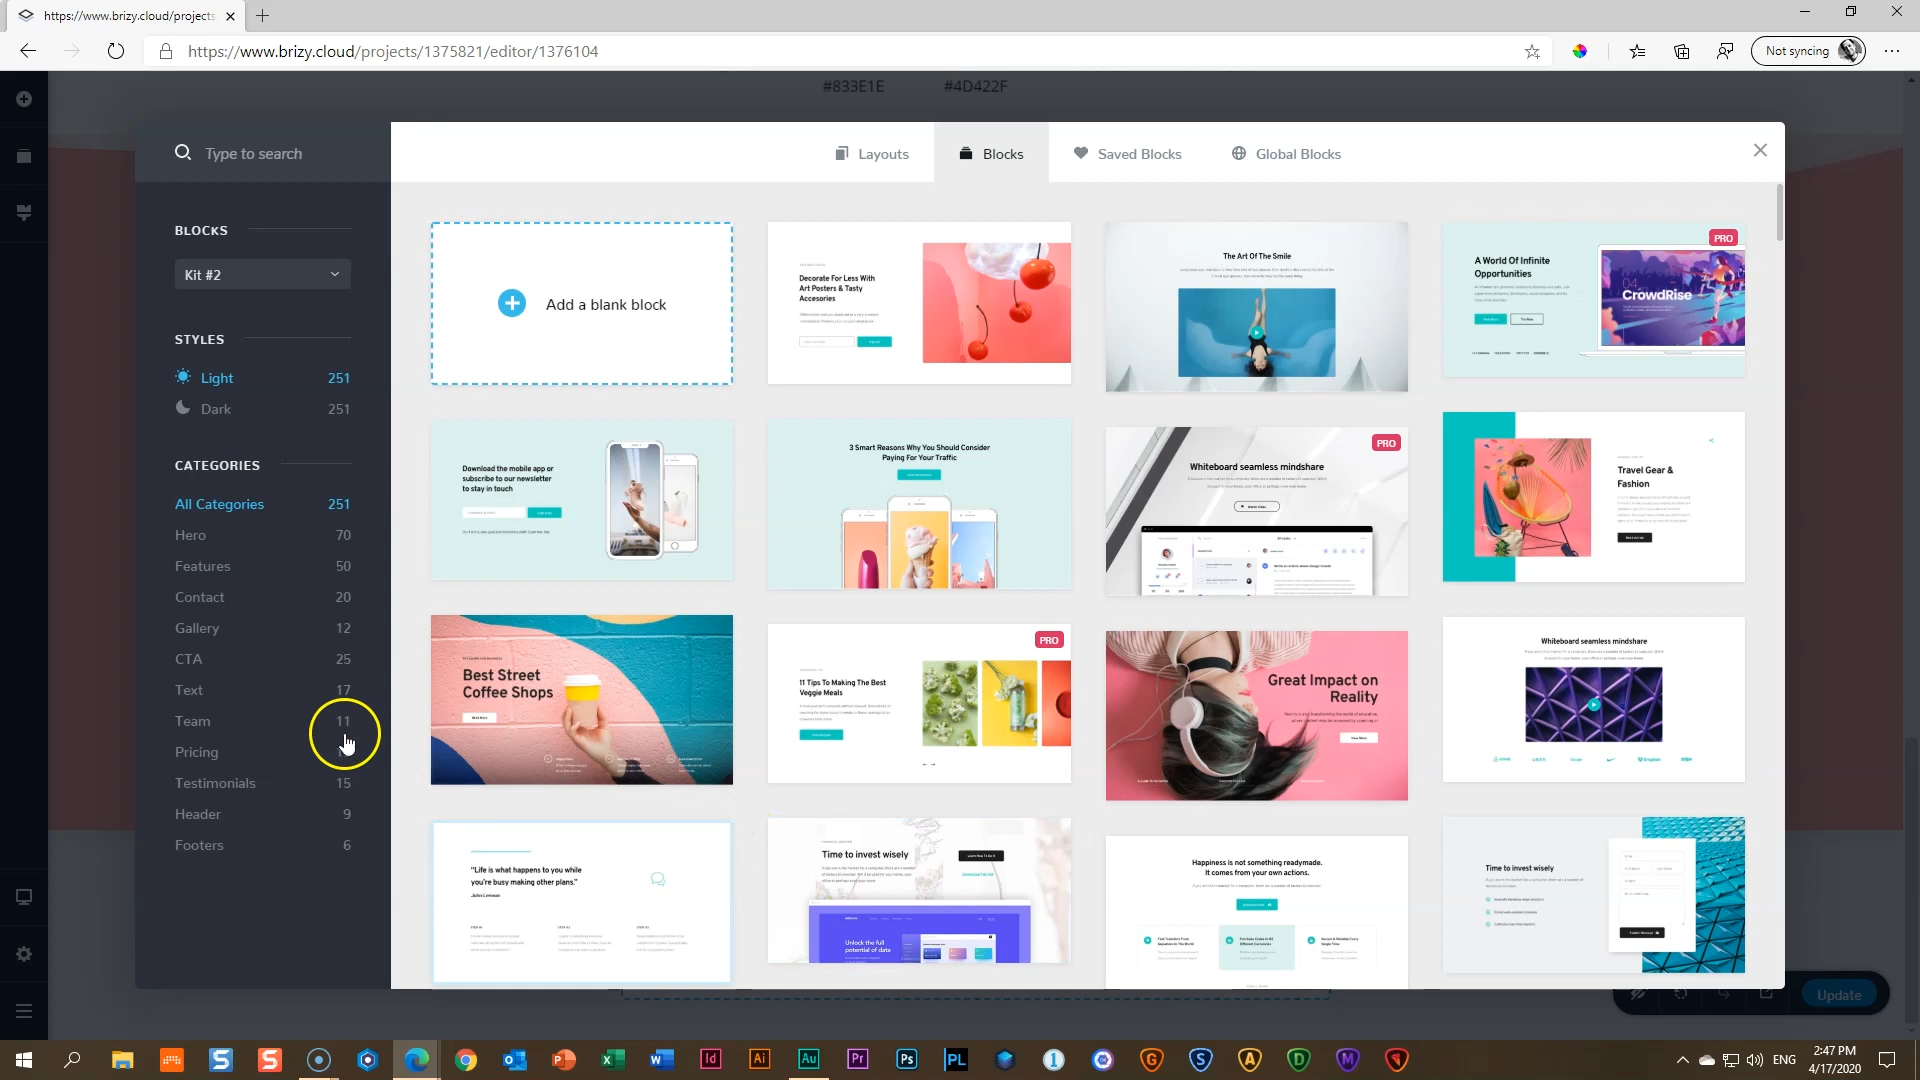 https://www.brizy.cloud/projects
https://www.brizy.cloud/projects/1375821/editor/1376104
Not syncing
#833E1E
#4D422F
Type to search
Layouts
Blocks
Saved Blocks
Global Blocks
BLOCKS
Kit #2
STYLES
Light 251
Dark 251
CATEGORIES
All Categories 251
Hero 70
Features 50
Contact 20
Gallery 12
CTA 25
Text 17
Team 11
Pricing
Testimonials 15
Header 9
Footers 6
Add a blank block
Decorate For Less With
Art Posters & Tasty
Accesories
The Art Of The Smile
PRO
A World Of Infinite
Opportunities
CrowdRise
Download the mobile app or
subscribe to our newsletter
to stay in touch
3 Smart Reasons Why You Should Consider
Paying For Your Traffic
PRO
Whiteboard seamless mindshare
Travel Gear &
Fashion
Best Street
Coffee Shops
PRO
11 Tips To Making The Best
Veggie Meals
Great Impact on
Reality
Whiteboard seamless mindshare
"Life is what happens to you while
you're busy making other plans."
John Lennon
Time to invest wisely
Unlock the full
potential of data
Happiness is not something readymade.
It comes from your own actions.
Time to invest wisely
Update
ENG
2:47 PM
4/17/2020